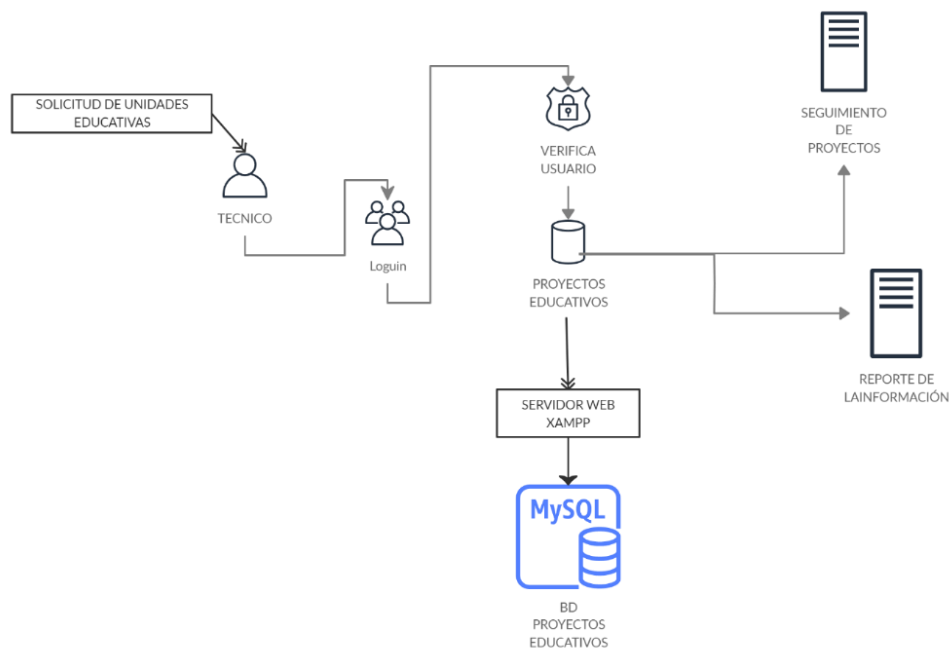 SOLICITUD DE UNIDADES
EDUCATIVAS
TECNICO
Loguin
VERIFICA
USUARIO
PROYECTOS
EDUCATIVOS
SEGUIMIENTO
DE
PROYECTOS
REPORTE DE
LAINFORMACIÓN
SERVIDOR WEB
XAMPP
MySQL
BD
PROYECTOS
EDUCATIVOS